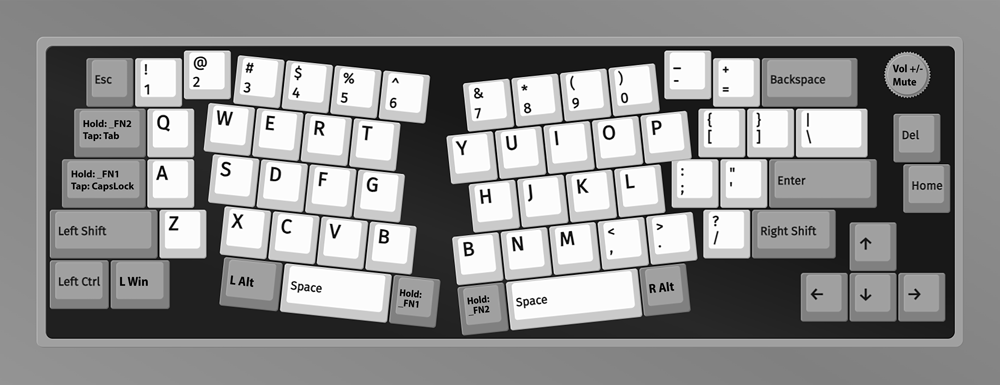 Esc
!
1
@
2
#
3
$
4
%
5
^
6
&
7
*
8
(
9
)
0
_
-
+
=
Backspace
Vol +/-
Mute
Hold: _FN2
Tap: Tab
Q
W
E
R
T
Y
U
I
O
P
{
[
}
]
|
\
Del
Hold: _FN1
Tap: CapsLock
A
S
D
F
G
H
J
K
L
:
;
"
'
Enter
Home
Left Shift
Z
X
C
V
B
B
N
M
<
,
>
.
?
/
Right Shift
↑
Left Ctrl
L Win
L Alt
Space
Hold:
_FN1
Hold:
_FN2
Space
R Alt
←
↓
→